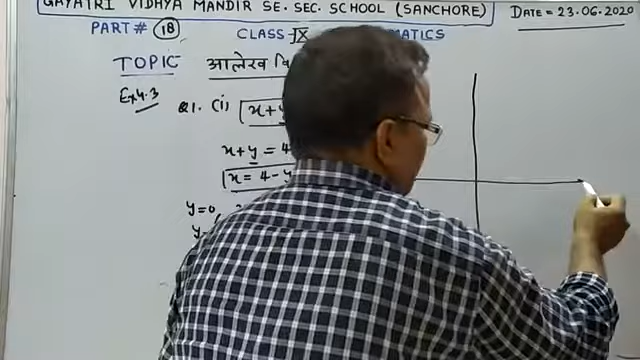 GAYATRI VIDHYA MANDIR SE. SEC. SCHOOL (SANCHORE)
DATE = 23.06.2020
PART # 18
CLASS - IX ATICS
TOPIC आलेख
Ex 4.3
Q1. (i) x+y
x+y = 4
x = 4-y
y=0,